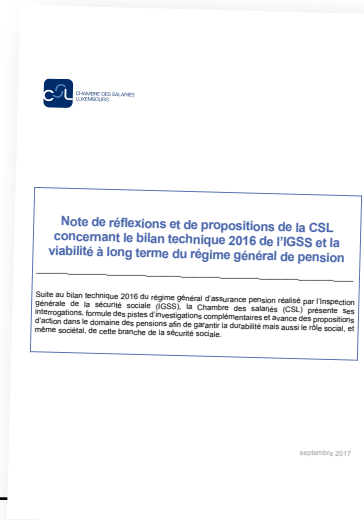 CSL
CHAMBRE DES SALARIES
LUXEMBOURG
Note de réflexions et de propositions de la CSL
concernant le bilan technique 2016 de l'IGSS et la
viabilité à long terme du régime général de pension
Suite au bilan technique 2016 du régime général d'assurance pension réalisé par l'Inspection
générale de la sécurité sociale (IGSS), la Chambre des salariés (CSL) présente ses
interrogations, formule des pistes d'investigations complémentaires et avance des propositions
d'action dans le domaine des pensions afin de garantir la durabilité mais aussi le rôle social, et
même sociétal, de cette branche de la sécurité sociale.
septembre 2017